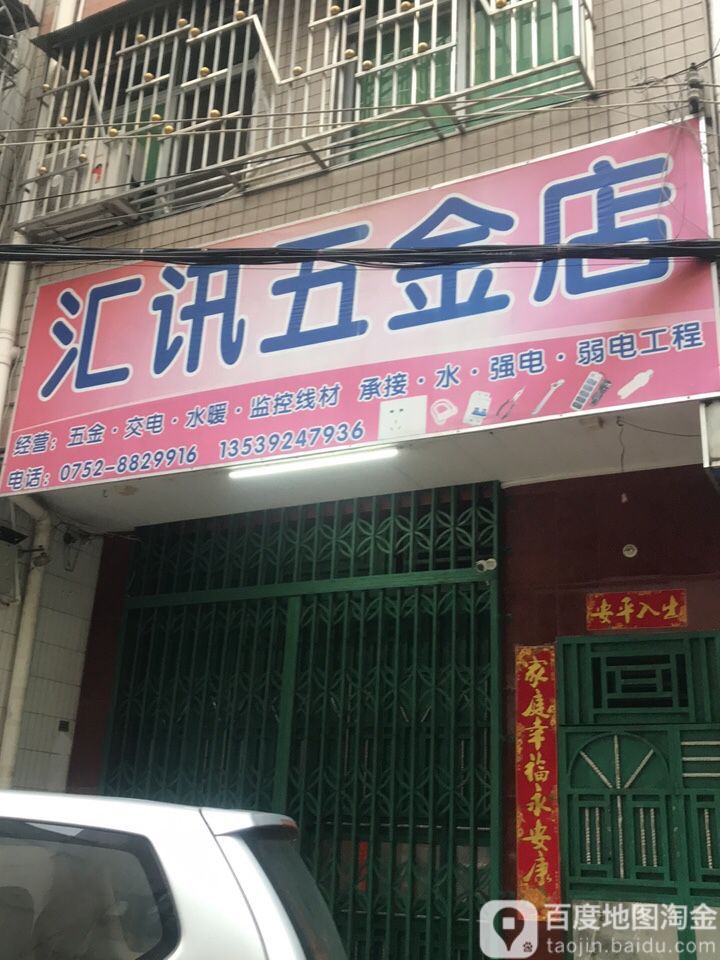 汇讯五金店
经营：五金·交电·水暖·监控线材 承接·水·强电·弱电工程
电话：0752-8829916 13539247936
安平入出
家庭幸福永安康
百度地图淘金
taojin.baidu.com